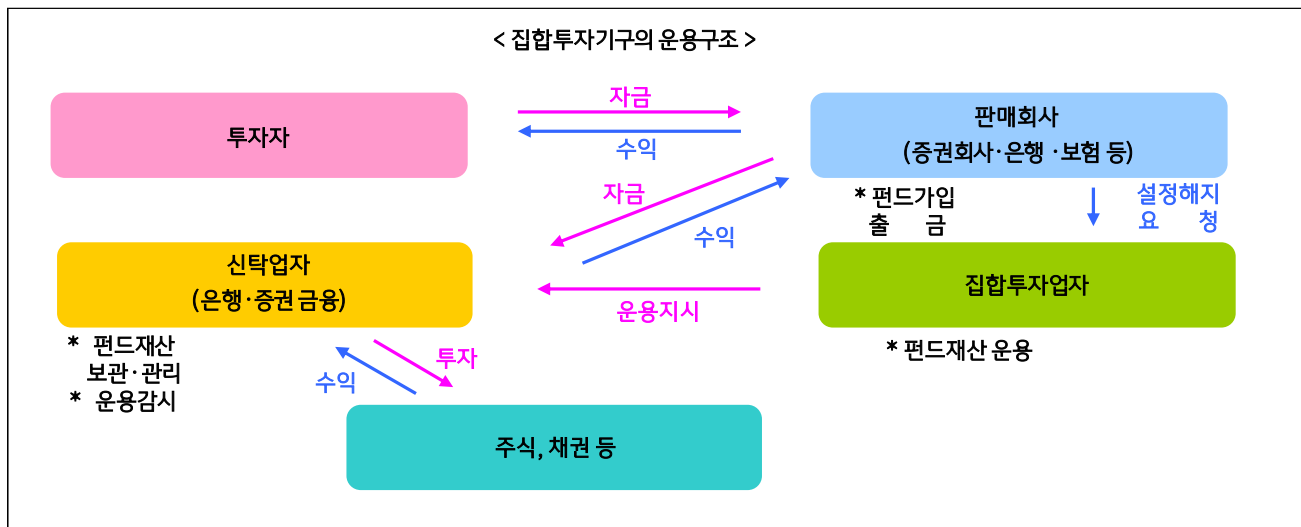 < 집합투자기구의 운용구조 >
투자자
자금
수익
판매회사
(증권회사·은행 ·보험 등)
자금
수익
* 펀드가입
출 금
설정해지
요 청
신탁업자
(은행·증권 금융)
운용지시
집합투자업자
* 펀드재산
보관·관리
* 운용감시
투자
수익
* 펀드재산 운용
주식, 채권 등